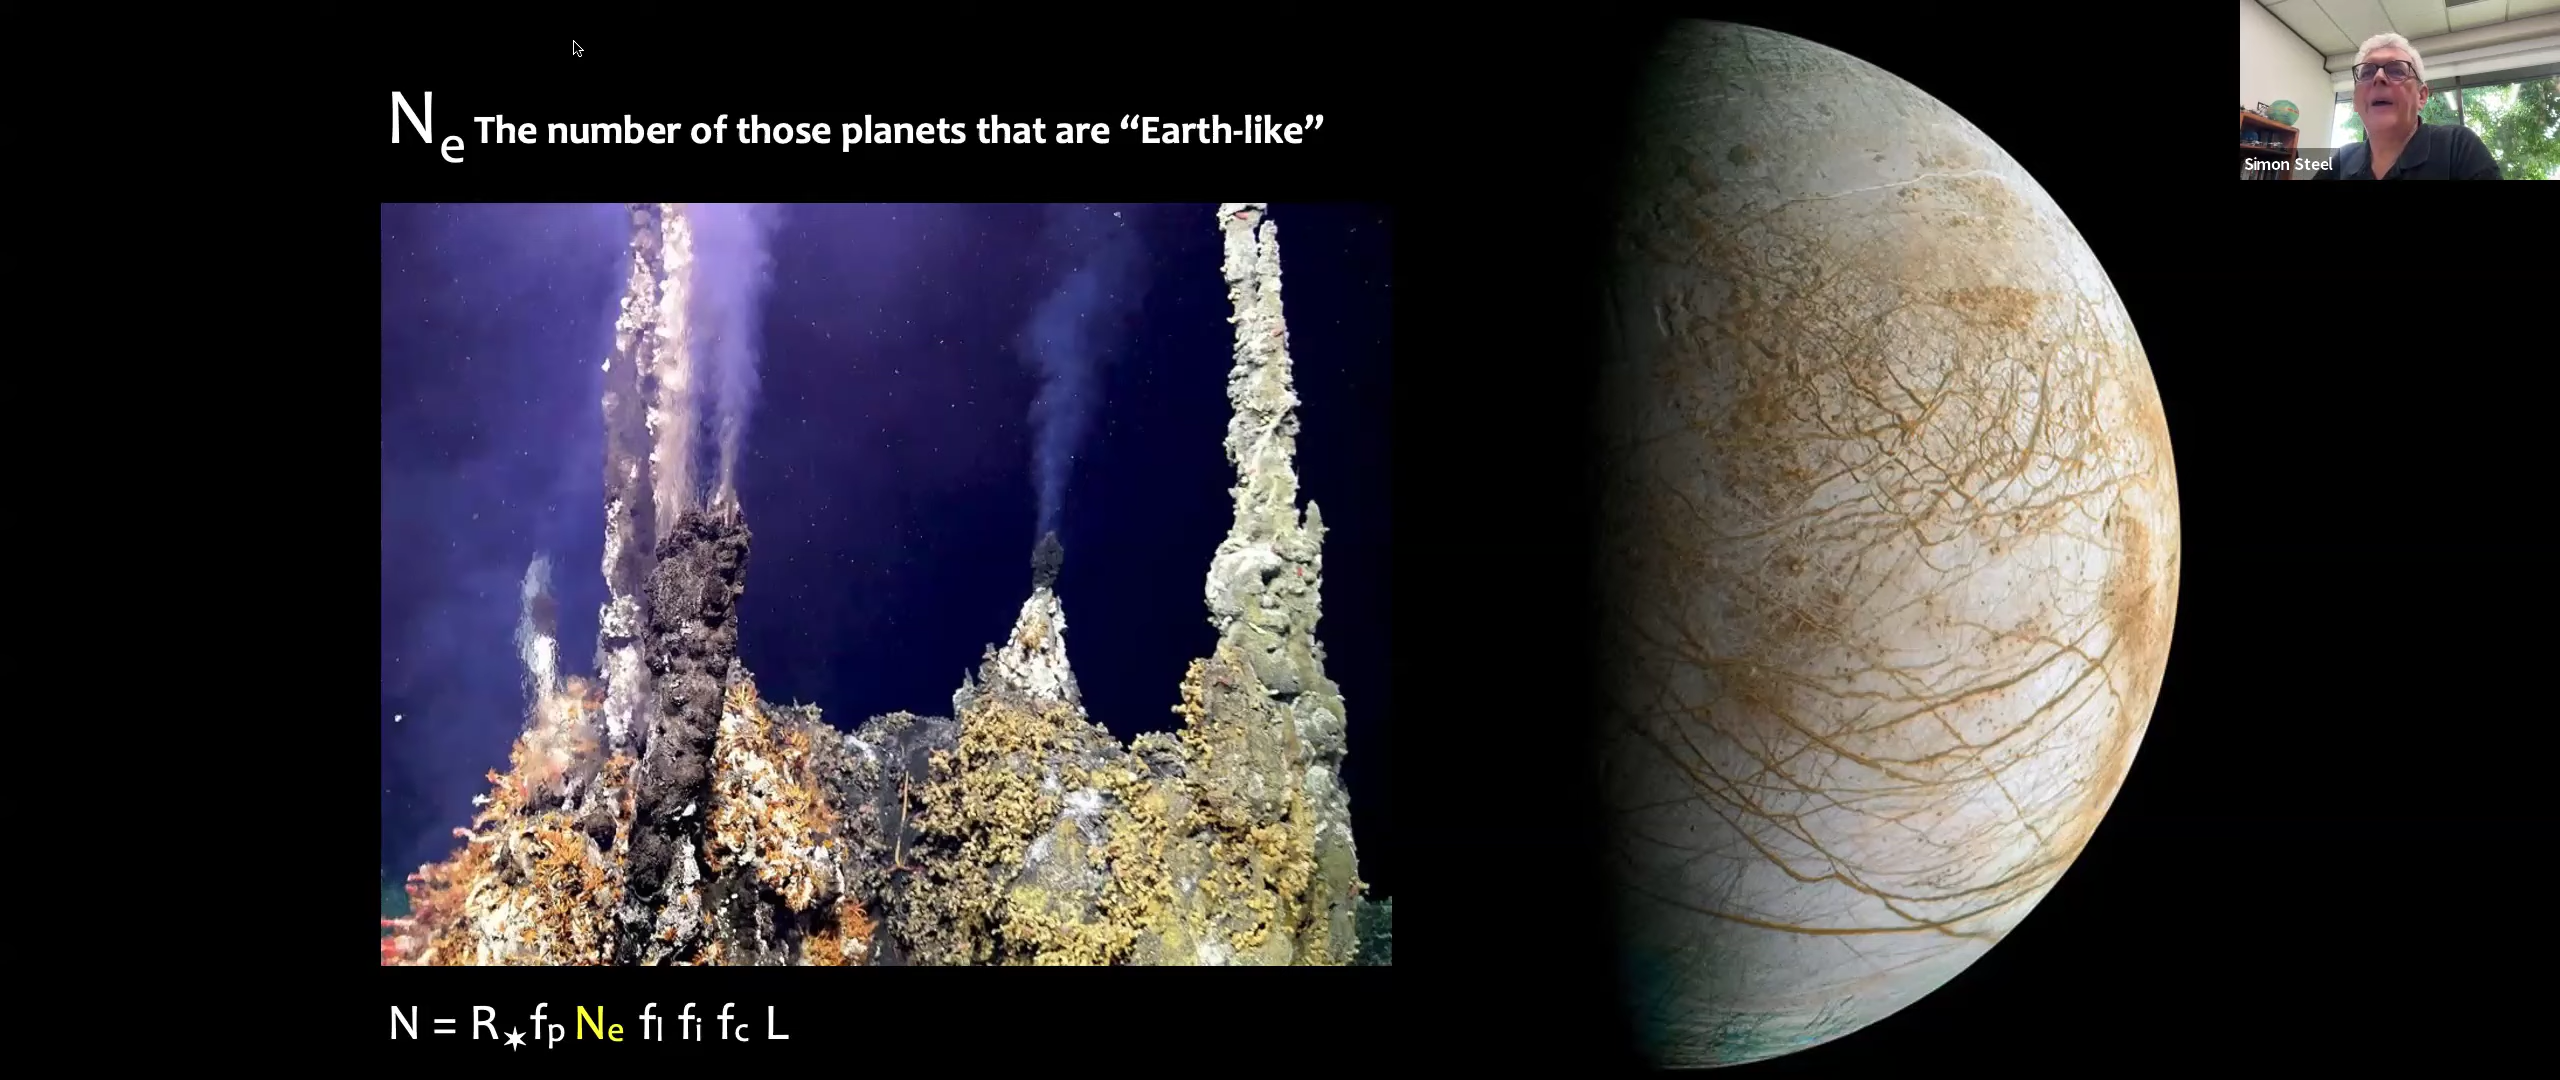 Ne The number of those planets that are “Earth-like”
Simon Steel
N = R★fp Ne fl fi fc L